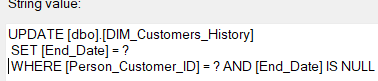 String value:
UPDATE [dbo].[DIM_Customers_History]
SET [End_Date] = ?
WHERE [Person_Customer_ID] = ? AND [End_Date] IS NULL